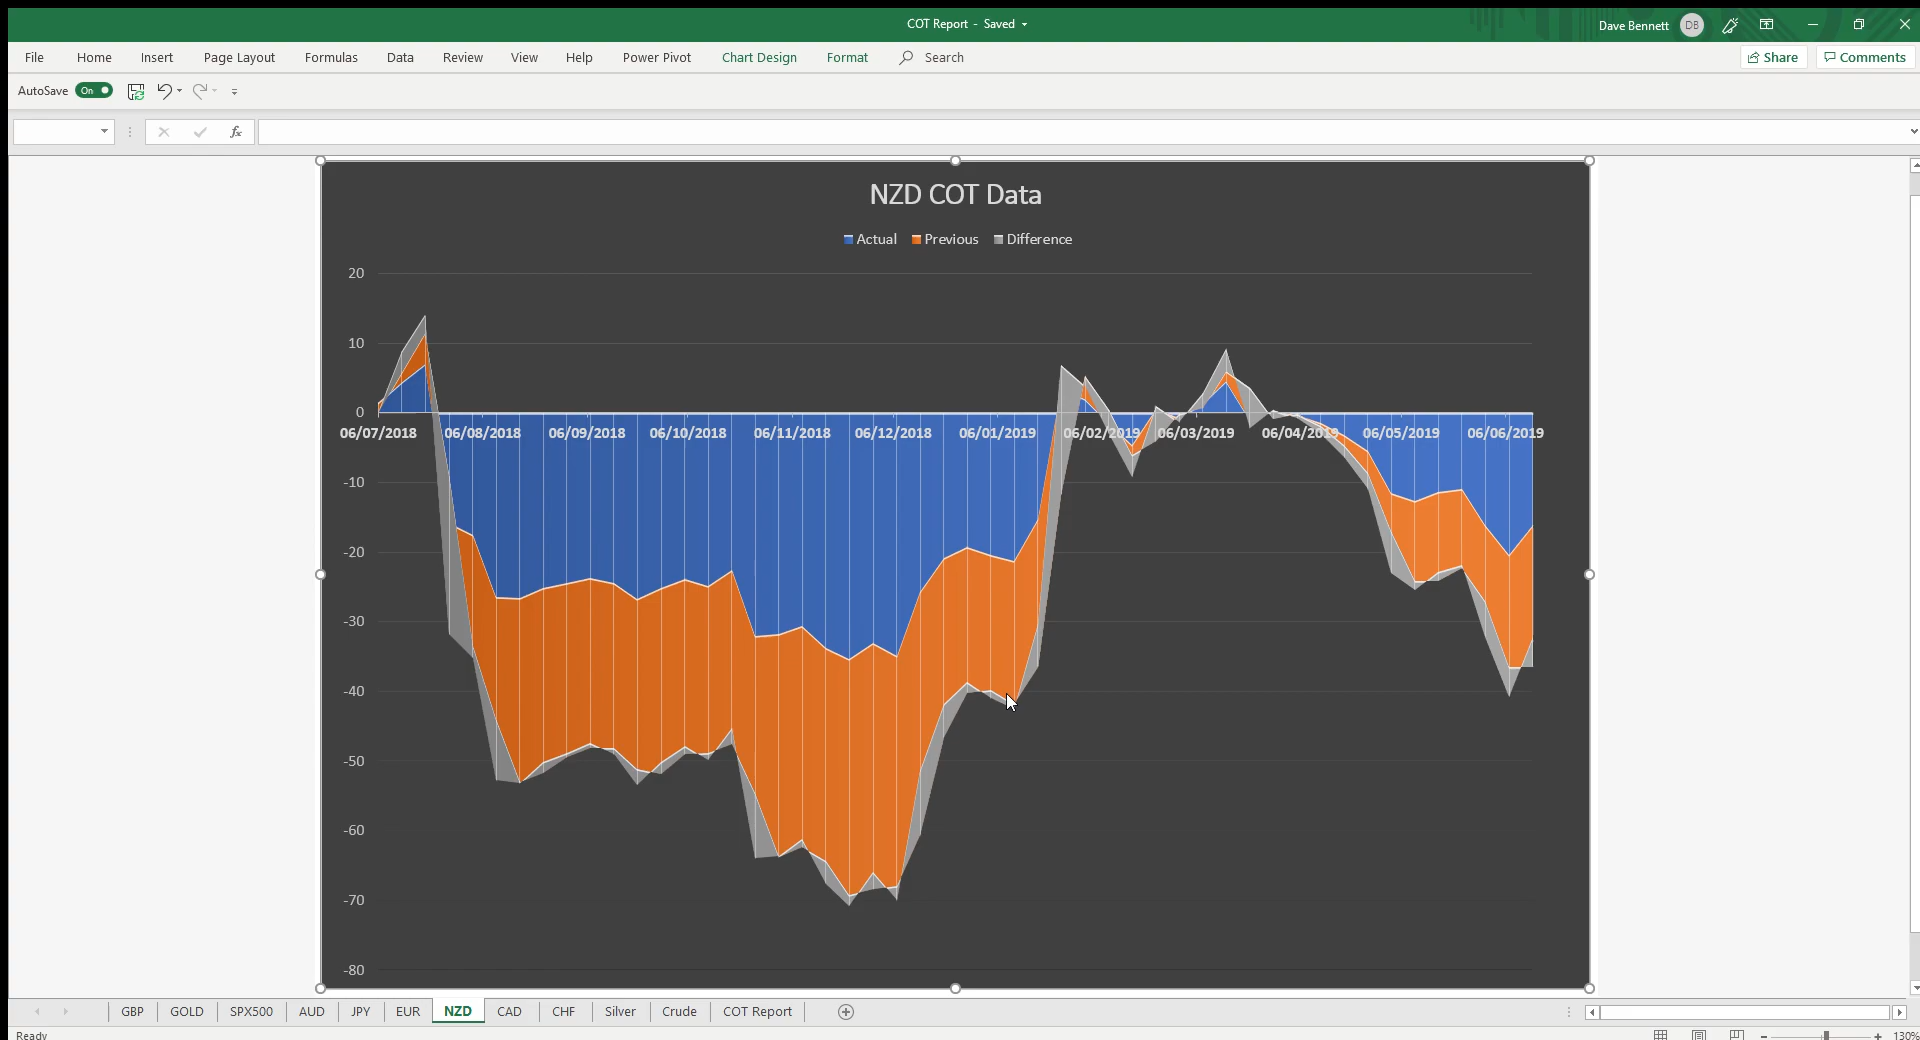 COT Report - Saved
Dave Bennett DB
File Home Insert Page Layout Formulas Data Review View Help Power Pivot Chart Design Format Search Share Comments
AutoSave On
fx
NZD COT Data
Actual Previous Difference
20
10
0
06/07/2018 06/08/2018 06/09/2018 06/10/2018 06/11/2018 06/12/2018 06/01/2019 06/02/2019 06/03/2019 06/04/2019 06/05/2019 06/06/2019
-10
-20
-30
-40
-50
-60
-70
-80
GBP GOLD SPX500 AUD JPY EUR NZD CAD CHF Silver Crude COT Report
Ready 130%